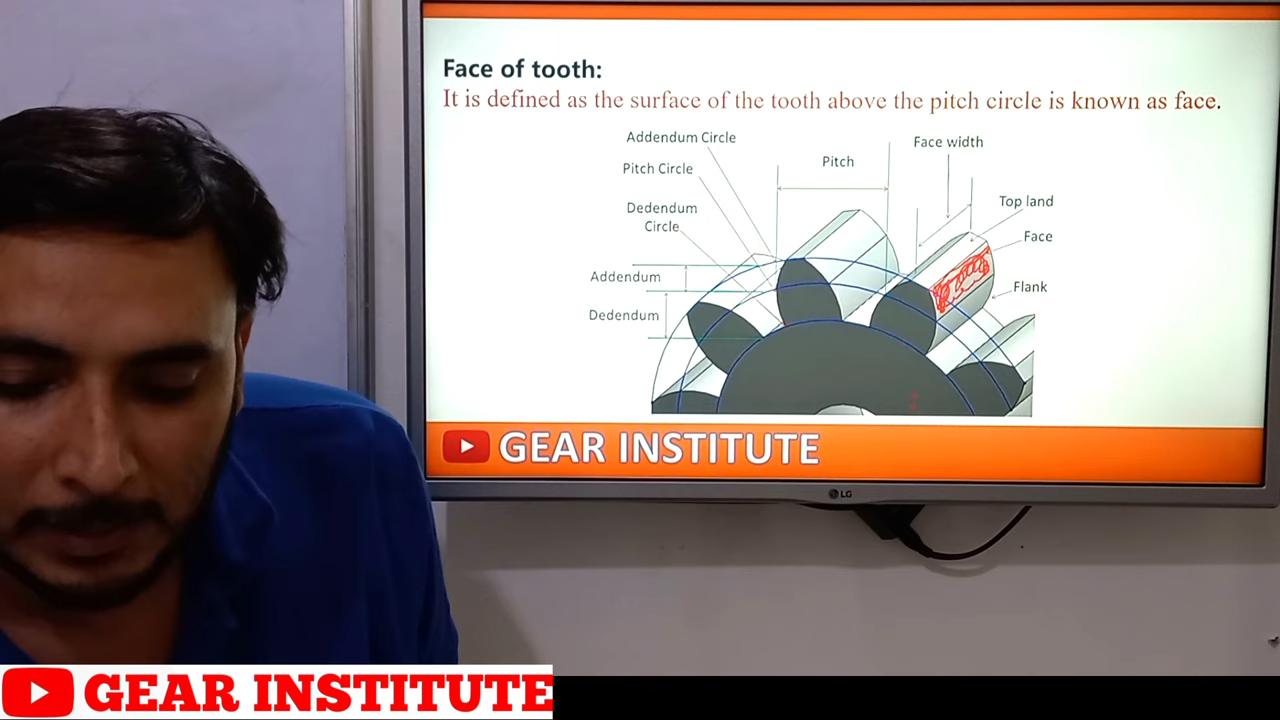 Face of tooth:
It is defined as the surface of the tooth above the pitch circle is known as face.
Addendum Circle
Pitch Circle
Dedendum
Circle
Addendum
Dedendum
Pitch
Face width
Top land
Face
Flank
GEAR INSTITUTE
LG
GEAR INSTITUTE